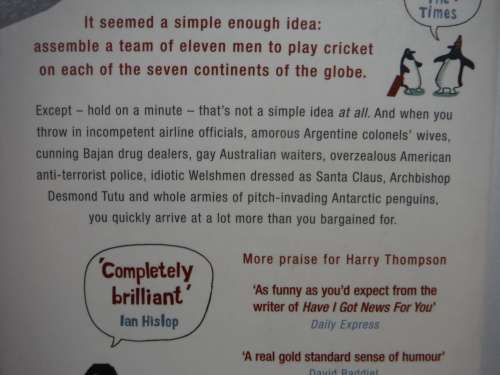 Times
It seemed a simple enough idea:
assemble a team of eleven men to play cricket
on each of the seven continents of the globe.
Except – hold on a minute – that's not a simple idea at all. And when you
throw in incompetent airline officials, amorous Argentine colonels' wives,
cunning Bajan drug dealers, gay Australian waiters, overzealous American
anti-terrorist police, idiotic Welshmen dressed as Santa Claus, Archbishop
Desmond Tutu and whole armies of pitch-invading Antarctic penguins,
you quickly arrive at a lot more than you bargained for.
'Completely
brilliant'
Ian Hislop
More praise for Harry Thompson
'As funny as you'd expect from the
writer of Have I Got News For You'
Daily Express
'A real gold standard sense of humour'
David Baddiel